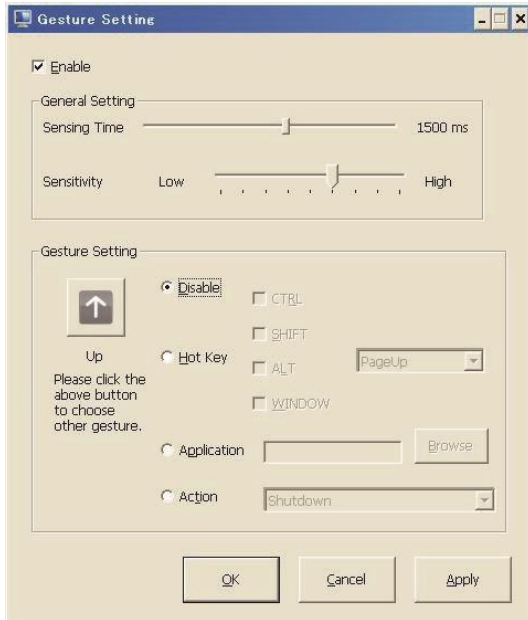 Gesture Setting
Enable
General Setting
Sensing Time 1500 ms
Sensitivity Low High
Gesture Setting
Disable
CTRL
SHIFT
Up
Hot Key
ALT
PageUp
Please click the
above button
to choose
other gesture.
WINDOW
Application
Browse
Action
Shutdown
OK Cancel Apply